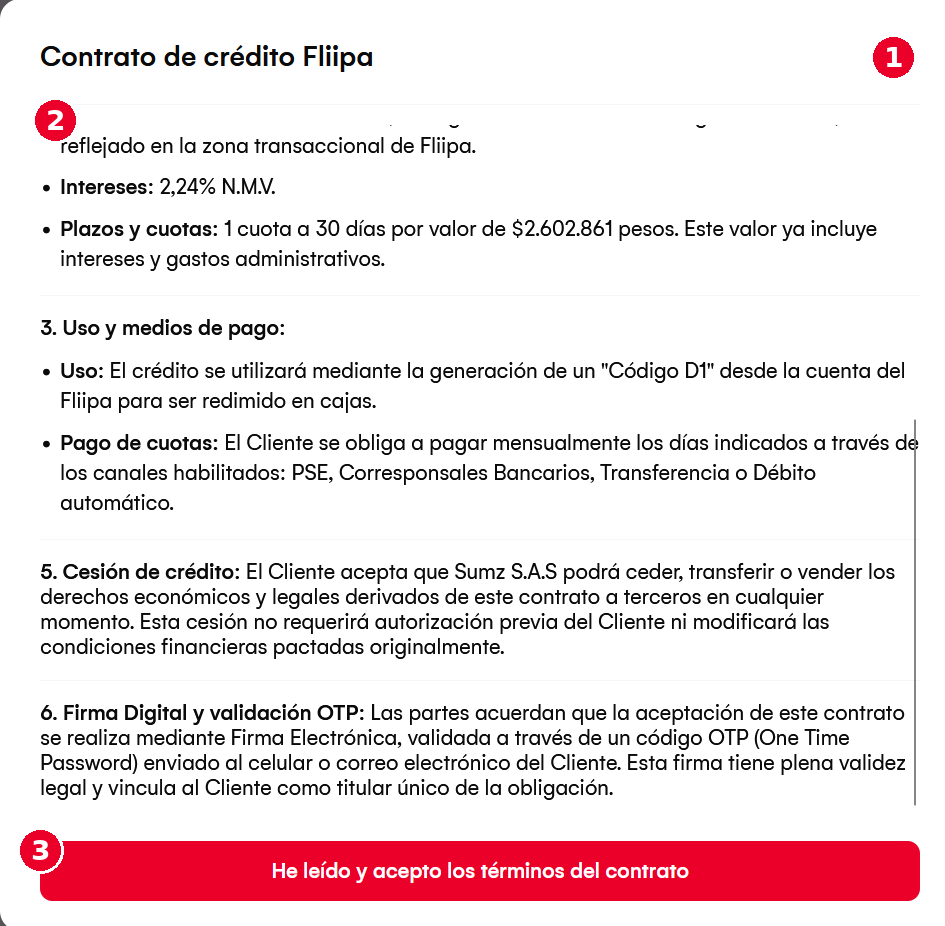 Contrato de crédito Fliipa
1
2
reflejado en la zona transaccional de Fliipa.
• Intereses: 2,24% N.M.V.
• Plazos y cuotas: 1 cuota a 30 días por valor de $2.602.861 pesos. Este valor ya incluye
intereses y gastos administrativos.
3. Uso y medios de pago:
• Uso: El crédito se utilizará mediante la generación de un "Código D1" desde la cuenta del
Fliipa para ser redimido en cajas.
• Pago de cuotas: El Cliente se obliga a pagar mensualmente los días indicados a través de
los canales habilitados: PSE, Corresponsales Bancarios, Transferencia o Débito
automático.
5. Cesión de crédito: El Cliente acepta que Sumz S.A.S podrá ceder, transferir o vender los
derechos económicos y legales derivados de este contrato a terceros en cualquier
momento. Esta cesión no requerirá autorización previa del Cliente ni modificará las
condiciones financieras pactadas originalmente.
6. Firma Digital y validación OTP: Las partes acuerdan que la aceptación de este contrato
se realiza mediante Firma Electrónica, validada a través de un código OTP (One Time
Password) enviado al celular o correo electrónico del Cliente. Esta firma tiene plena validez
legal y vincula al Cliente como titular único de la obligación.
3
He leído y acepto los términos del contrato